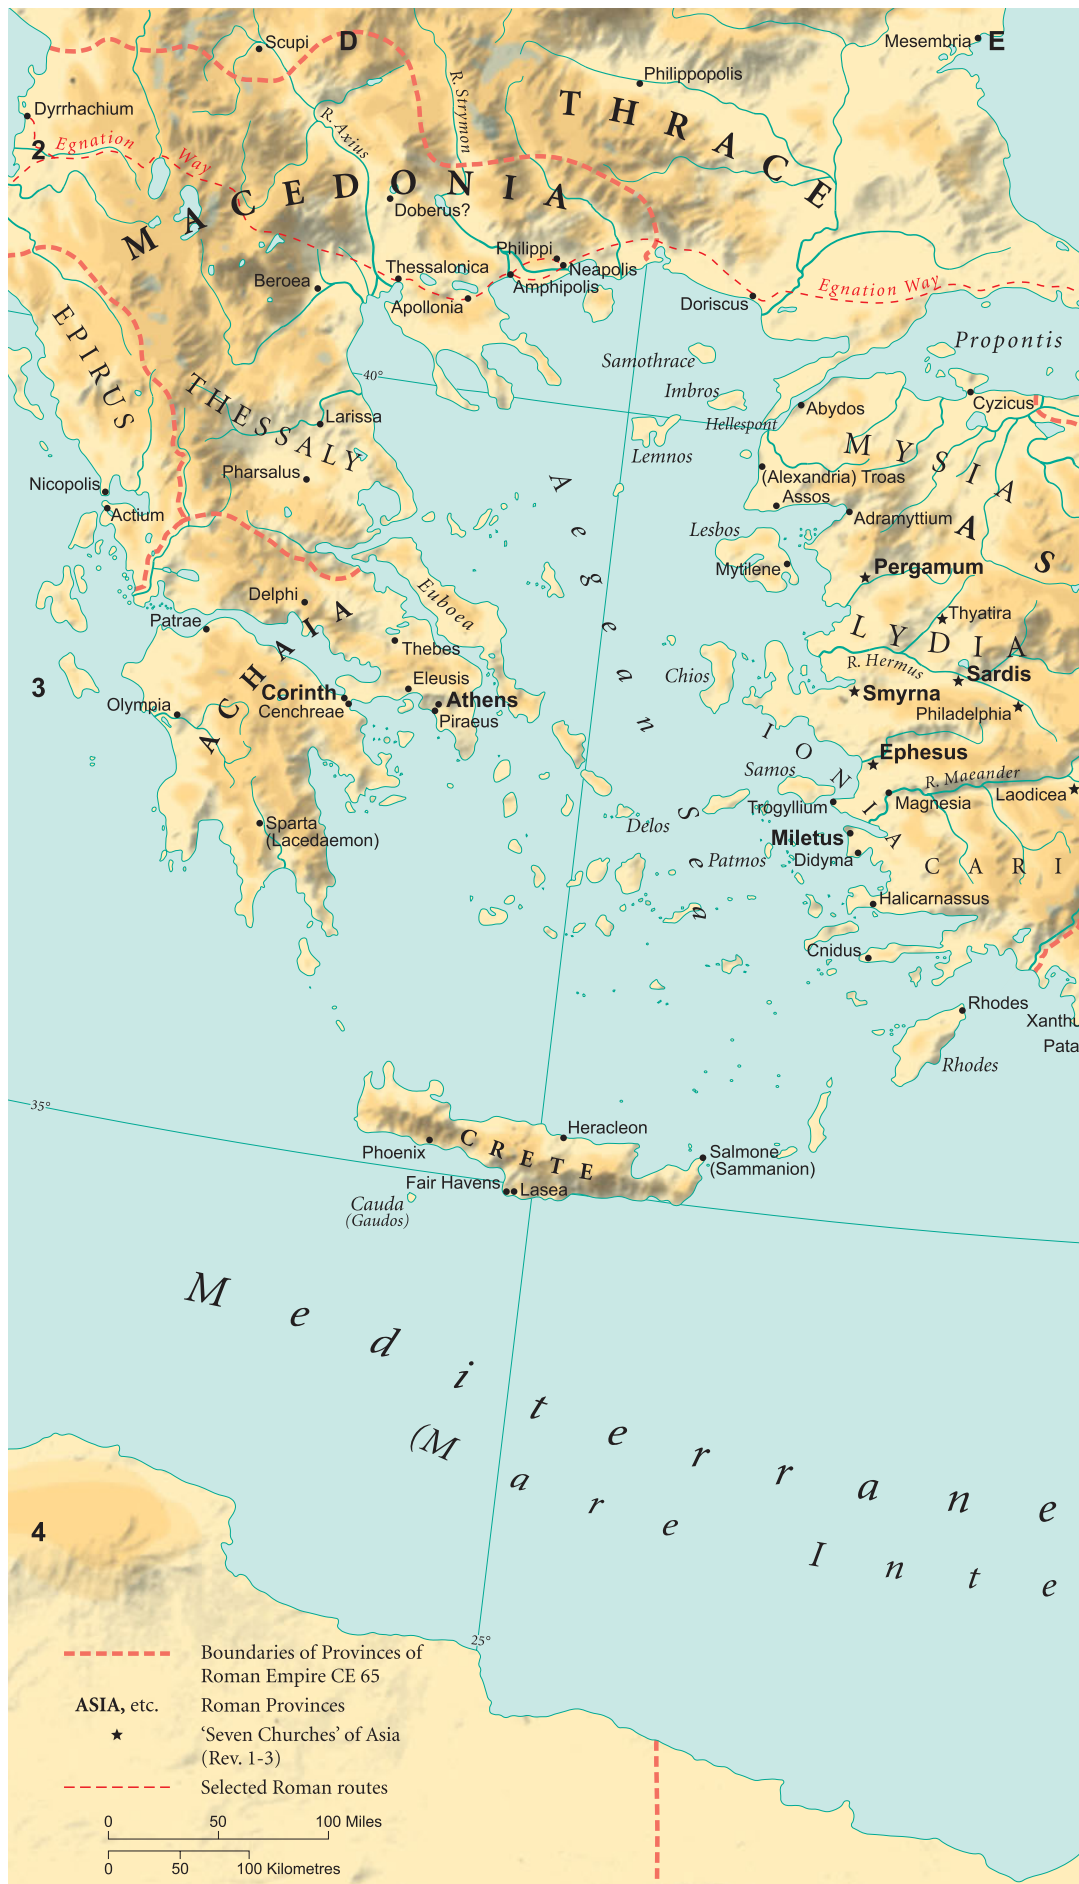 D
E
Scupi
Mesembria
Philippopolis
Dyrrhachium
R. Strymon
R. Axius
THRACE
2
Egnation Way
MACEDONIA
Doberus?
Philippi
Neapolis
Thessalonica
Amphipolis
Beroea
Apollonia
Doriscus
Egnation Way
EPIRUS
Propontis
Samothrace
40°
Imbros
THESSALY
Larissa
Abydos
Cyzicus
Hellespont
Lemnos
MYSIA
Pharsalus
(Alexandria) Troas
Nicopolis
Actium
Assos
Adramyttium
Aegean Sea
Lesbos
A S
Mytilene
Pergamum
Delphi
Euboea
Thyatira
Patrae
ACHAIA
Thebes
LYDIA
R. Hermus
3
Chios
Eleusis
Sardis
Corinth
Athens
Smyrna
Olympia
Cenchreae
Piraeus
Philadelphia
IONIA
Ephesus
Samos
R. Maeander
Laodicea
Trogyllium
Magnesia
Delos
Sparta
(Lacedaemon)
Miletus
Patmos
Didyma
CARI
Halicarnassus
Cnidus
Rhodes
Xanthu
Pata
Rhodes
35°
Heracleon
CRETE
Phoenix
Salmone
(Sammanion)
Fair Havens
Lasea
Cauda
(Gaudos)
Mediterrane
(Mare Inte
4
25°
Boundaries of Provinces of
Roman Empire CE 65
ASIA, etc.
Roman Provinces
‘Seven Churches’ of Asia
(Rev. 1-3)
Selected Roman routes
0 50 100 Miles
0 50 100 Kilometres